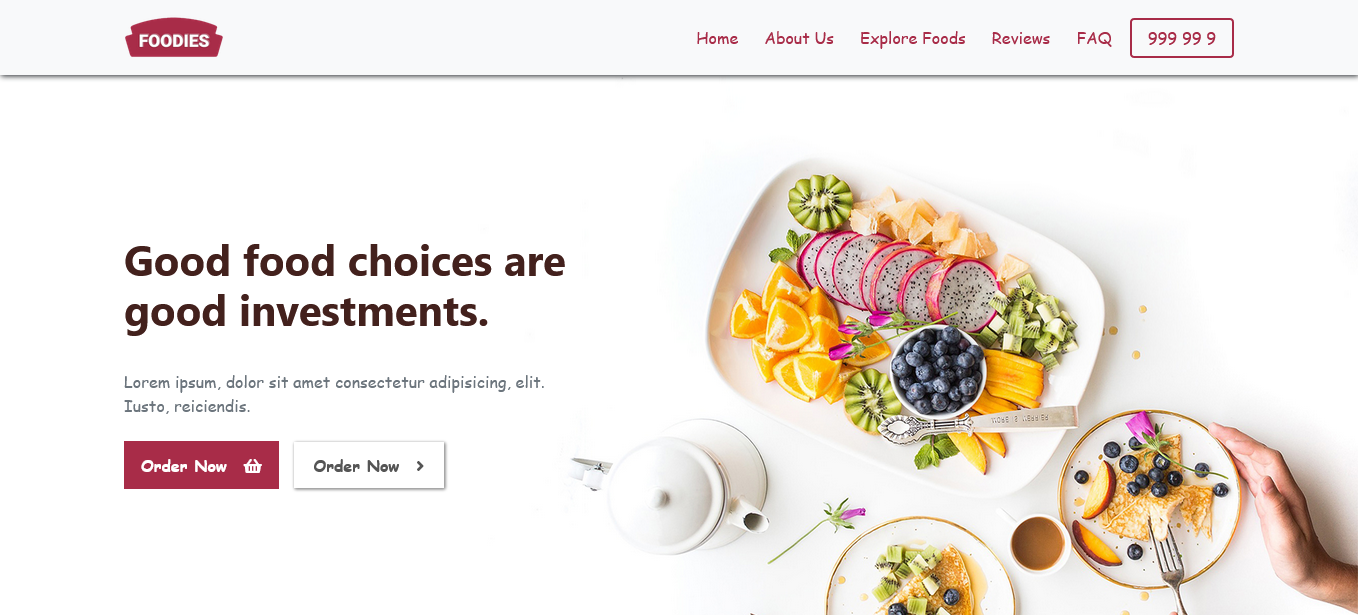 FOODIES
Home About Us Explore Foods Reviews FAQ 999 99 9
Good food choices are
good investments.
Lorem ipsum, dolor sit amet consectetur adipisicing, elit.
Iusto, reiciendis.
Order Now Order Now